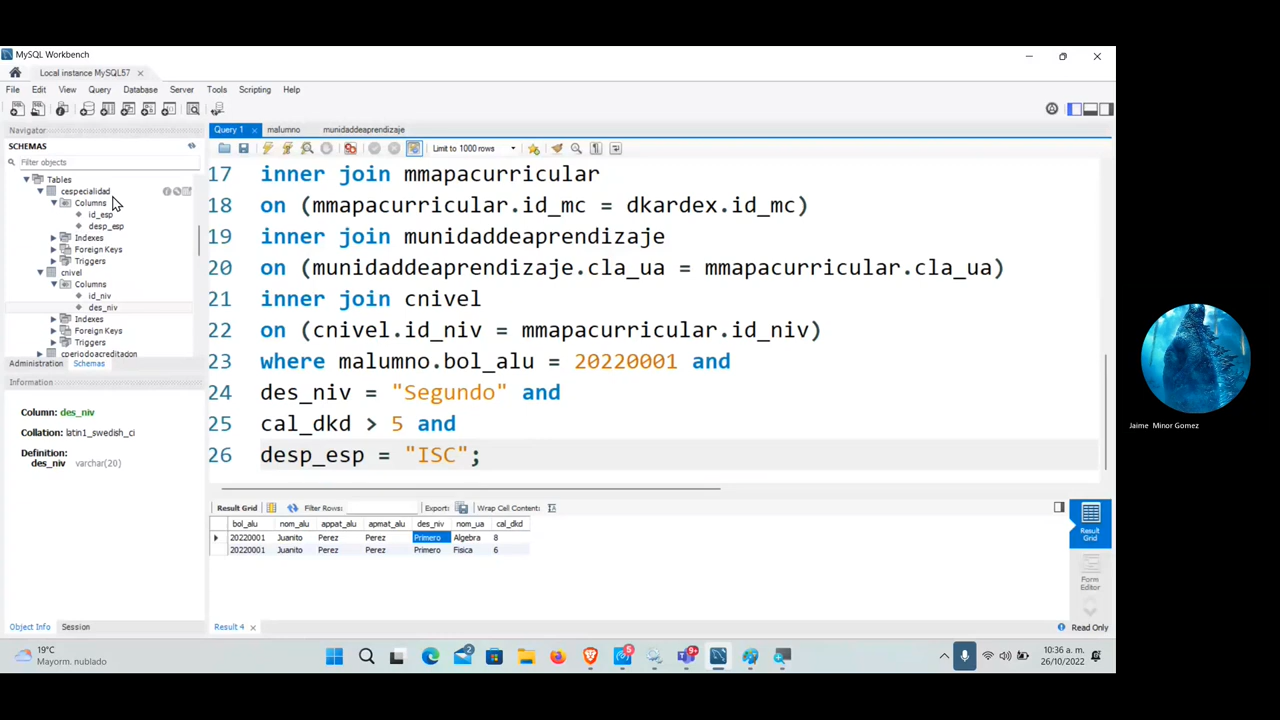 MySQL Workbench
Local instance MySQL57
File Edit View Query Database Server Tools Scripting Help
Navigator
SCHEMAS
Filter objects
Tables
cespecialidad
Columns
id_esp
desp_esp
Indexes
Foreign Keys
Triggers
cnivel
Columns
id_niv
des_niv
Indexes
Foreign Keys
Triggers
cperiodoacreditadon
Administration Schemas
Information
Column: des_niv
Collation: latin1_swedish_ci
Definition:
des_niv varchar(20)
Object Info Session
Query 1 malumno munidaddeaprendizaje
Limit to 1000 rows
17 inner join mmapacurricular
18 on (mmapacurricular.id_mc = dkardex.id_mc)
19 inner join munidaddeaprendizaje
20 on (munidaddeaprendizaje.cla_ua = mmapacurricular.cla_ua)
21 inner join cnivel
22 on (cnivel.id_niv = mmapacurricular.id_niv)
23 where malumno.bol_alu = 20220001 and
24 des_niv = "Segundo" and
25 cal_dkd > 5 and
26 desp_esp = "ISC";
Result Grid Filter Rows: Export: Wrap Cell Content:
bol_alu nom_alu appat_alu apmat_alu des_niv nom_ua cal_dkd
20220001 Juanito Perez Perez Primero Algebra 8
20220001 Juanito Perez Perez Primero Fisica 6
Result
Grid
Form
Editor
Result 4
Read Only
Jaime Minor Gomez
19°C
Mayorm. nublado
2
5
9+
10:36 a. m.
26/10/2022